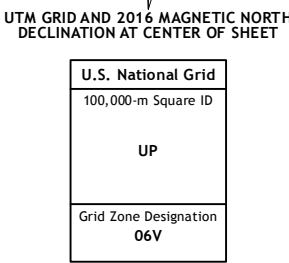 UTM GRID AND 2016 MAGNETIC NORTH
DECLINATION AT CENTER OF SHEET
U.S. National Grid
100,000-m Square ID
UP
Grid Zone Designation
06V